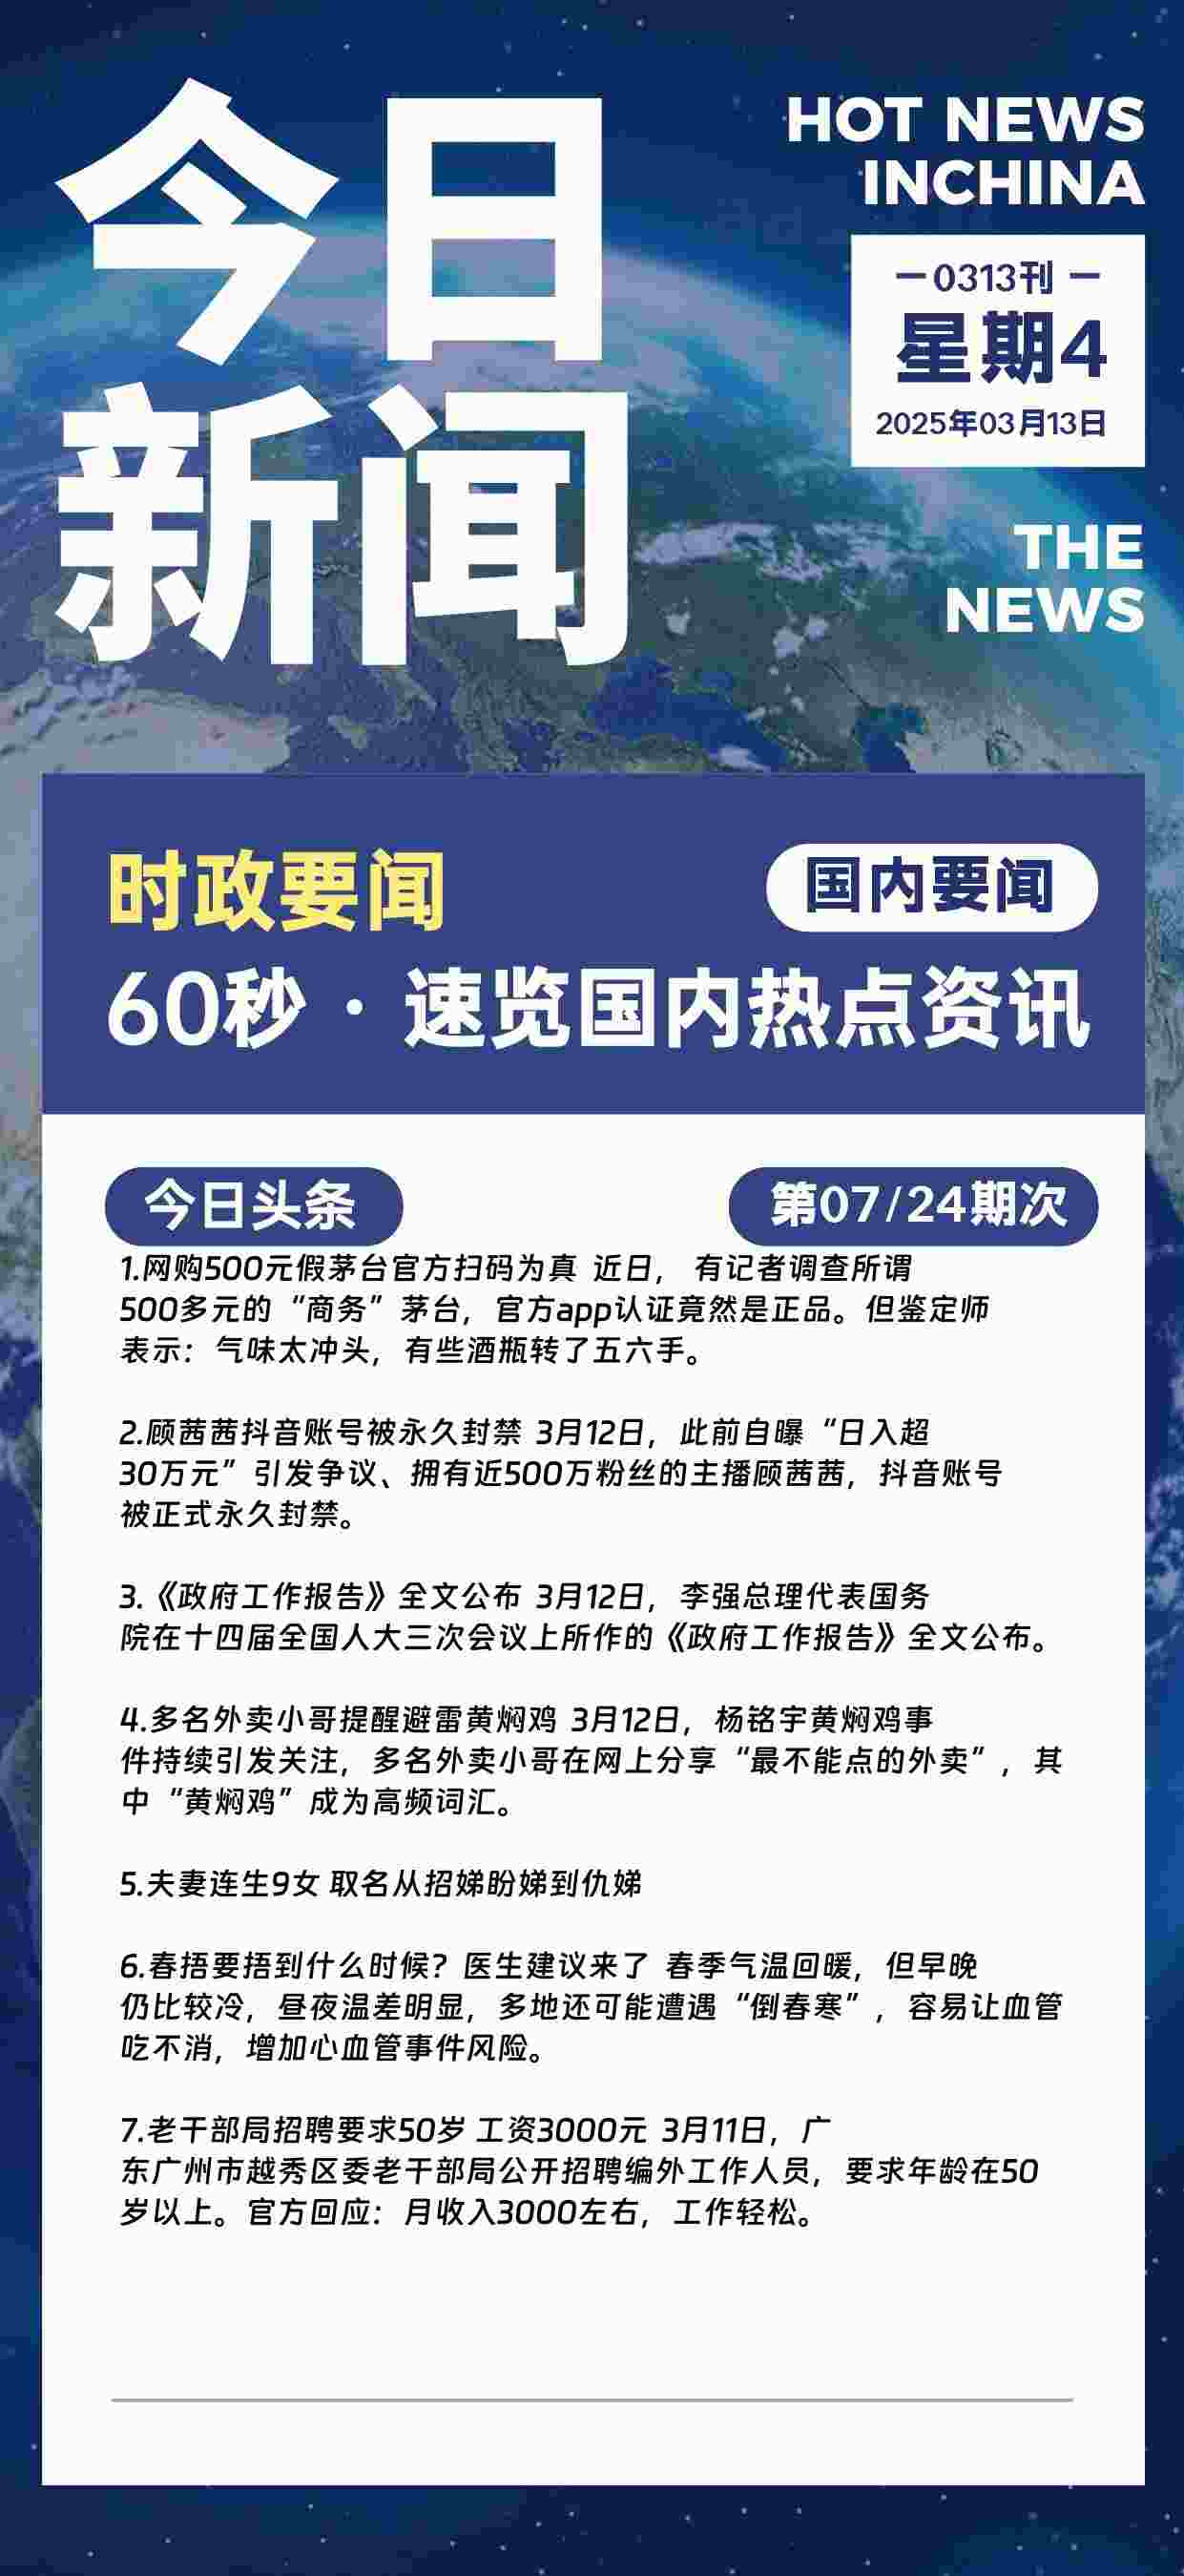 今日
新闻
HOT NEWS
INCHINA
一0313刊 一
星期4
2025年03月13日
THE
NEWS
时政要闻
国内要闻
60秒 · 速览国内热点资讯
今日头条
第07/24期次
1.网购500元假茅台官方扫码为真 近日， 有记者调查所谓
500多元的“商务”茅台，官方app认证竟然是正品。但鉴定师
表示：气味太冲头，有些酒瓶转了五六手。
2.顾茜茜抖音账号被永久封禁 3月12日，此前自曝“日入超
30万元”引发争议、拥有近500万粉丝的主播顾茜茜，抖音账号
被正式永久封禁。
3.《政府工作报告》全文公布 3月12日，李强总理代表国务
院在十四届全国人大三次会议上所作的《政府工作报告》全文公布。
4.多名外卖小哥提醒避雷黄焖鸡 3月12日，杨铭宇黄焖鸡事
件持续引发关注，多名外卖小哥在网上分享“最不能点的外卖”，其
中“黄焖鸡”成为高频词汇。
5.夫妻连生9女 取名从招娣盼娣到仇娣
6.春捂要捂到什么时候？医生建议来了 春季气温回暖，但早晚
仍比较冷，昼夜温差明显，多地还可能遭遇“倒春寒”，容易让血管
吃不消，增加心血管事件风险。
7.老干部局招聘要求50岁 工资3000元 3月11日，广
东广州市越秀区委老干部局公开招聘编外工作人员，要求年龄在50
岁以上。官方回应：月收入3000左右，工作轻松。